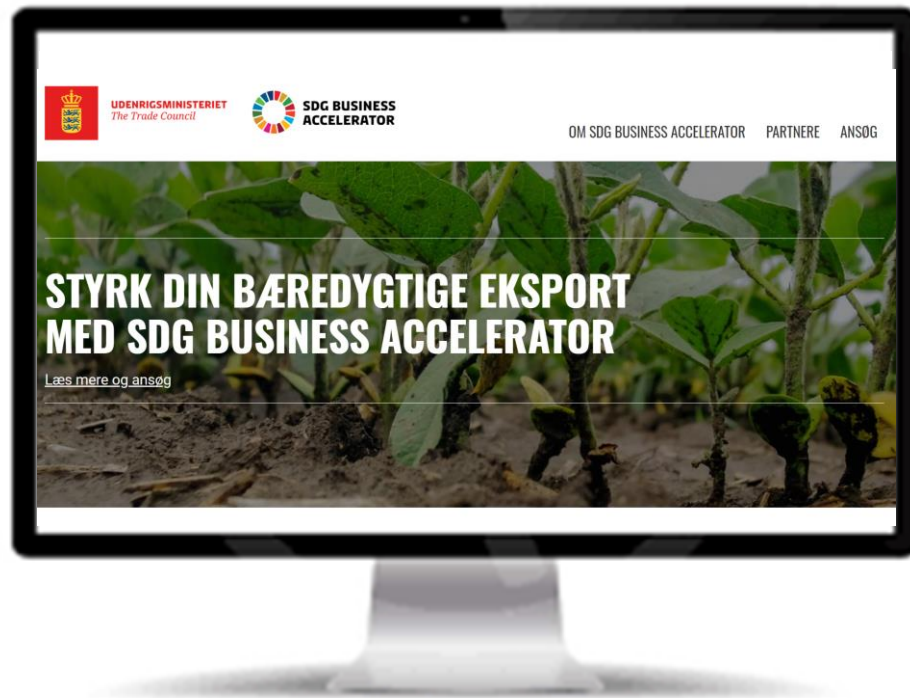 UDENRIGSMINISTERIET
The Trade Council
SDG BUSINESS
ACCELERATOR
OM SDG BUSINESS ACCELERATOR PARTNERE ANSØG
STYRK DIN BÆREDYGTIGE EKSPORT
MED SDG BUSINESS ACCELERATOR
Læs mere og ansøg